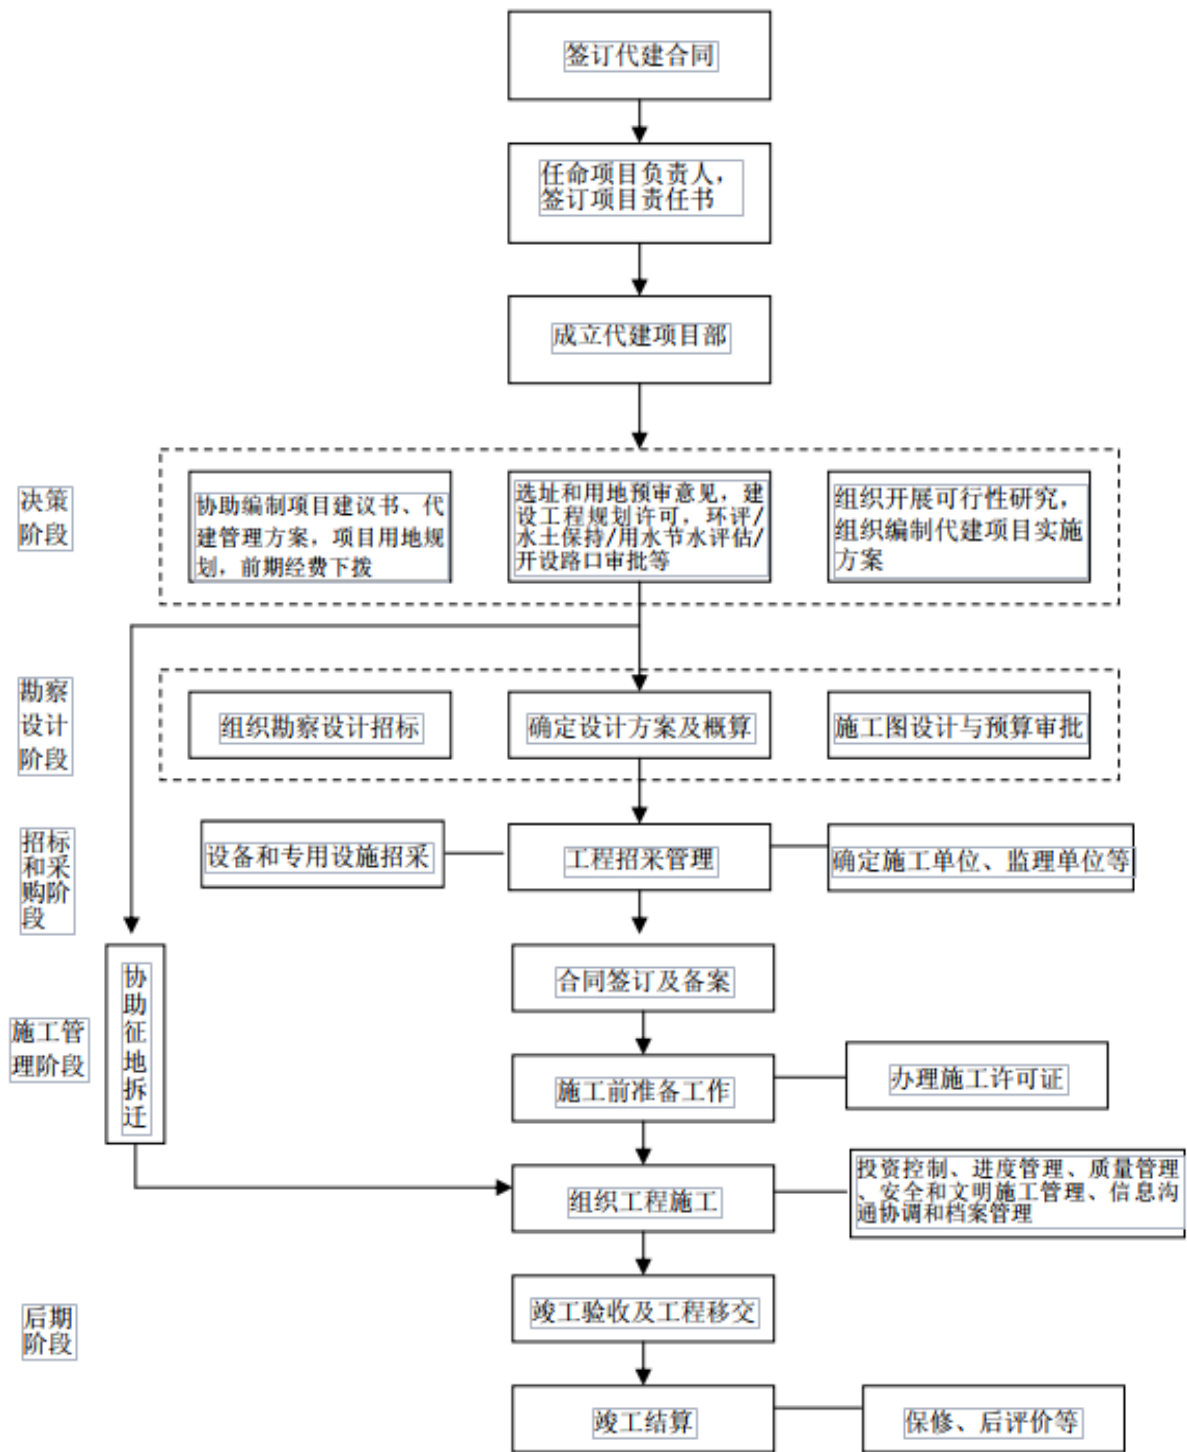 签订代建合同
任命项目负责人，
签订项目责任书
成立代建项目部
决策
阶段
协助编制项目建议书、代
建管理方案，项目用地规
划，前期经费下拨
选址和用地预审意见，建
设工程规划许可，环评/
水土保持/用水节水评估/
开设路口审批等
组织开展可行性研究，
组织编制代建项目实施
方案
勘察
设计
阶段
组织勘察设计招标
确定设计方案及概算
施工图设计与预算审批
招标
和采
购阶
段
设备和专用设施招采
工程招采管理
确定施工单位、监理单位等
施工管
理阶段
协
助
征
地
拆
迁
合同签订及备案
施工前准备工作
办理施工许可证
组织工程施工
投资控制、进度管理、质量管理
、安全和文明施工管理、信息沟
通协调和档案管理
后期
阶段
竣工验收及工程移交
竣工结算
保修、后评价等